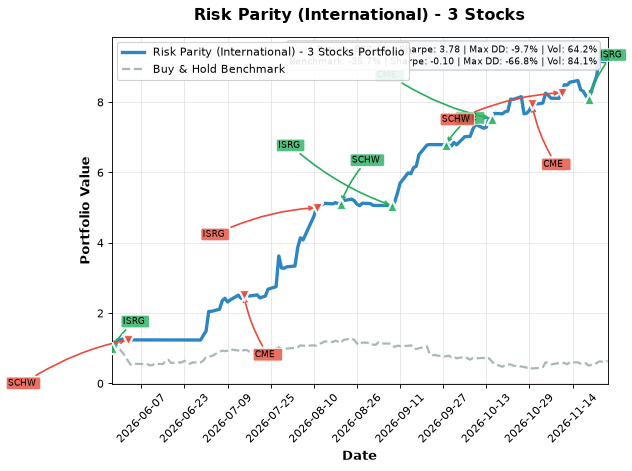 Risk Parity (International) - 3 Stocks
Risk Parity (International) - 3 Stocks Portfolio
Buy & Hold Benchmark
Sharpe: 3.78 | Max DD: -9.7% | Vol: 64.2%
Benchmark: -35.7% | Sharpe: -0.10 | Max DD: -66.8% | Vol: 84.1%
ISRG
CME
SCHW
ISRG
SCHW
CME
ISRG
ISRG
CME
SCHW
Portfolio Value
8
6
4
2
0
2026-06-07
2026-06-23
2026-07-09
2026-07-25
2026-08-10
2026-08-26
2026-09-11
2026-09-27
2026-10-13
2026-10-29
2026-11-14
Date